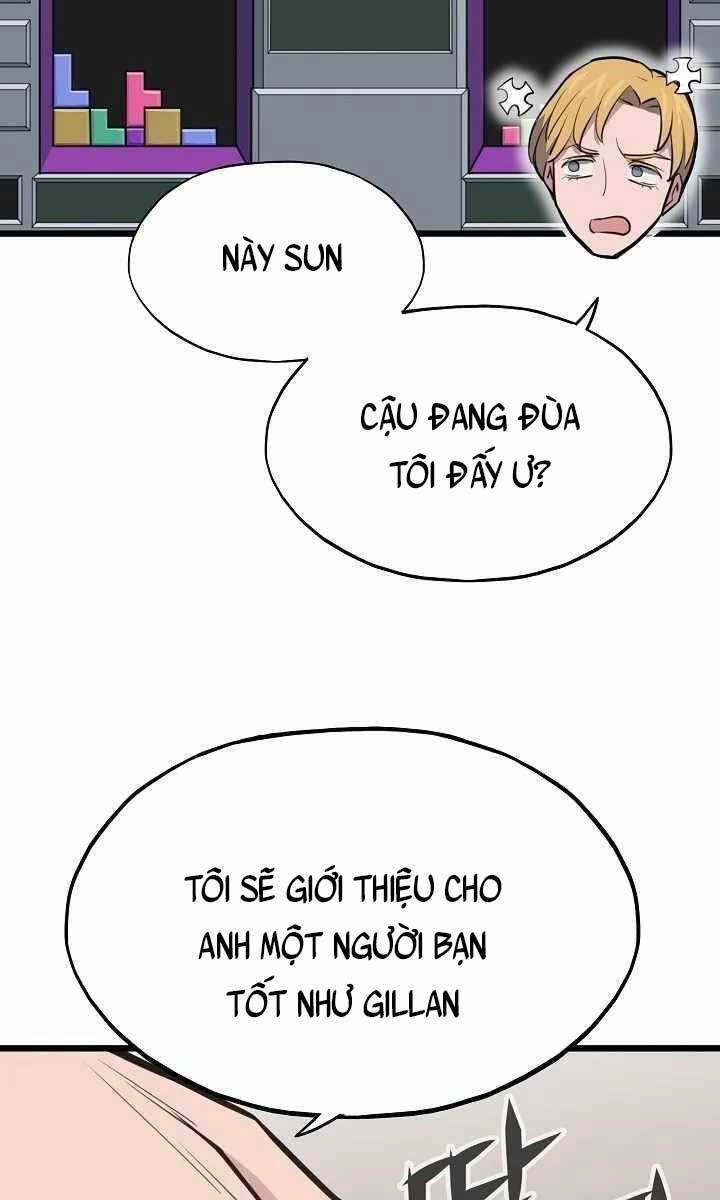 NÀY SUN
CẬU ĐANG ĐÙA
TÔI ĐẤY Ư?
TÔI SẼ GIỚI THIỆU CHO
ANH MỘT NGƯỜI BẠN
TỐT NHƯ GILLAN